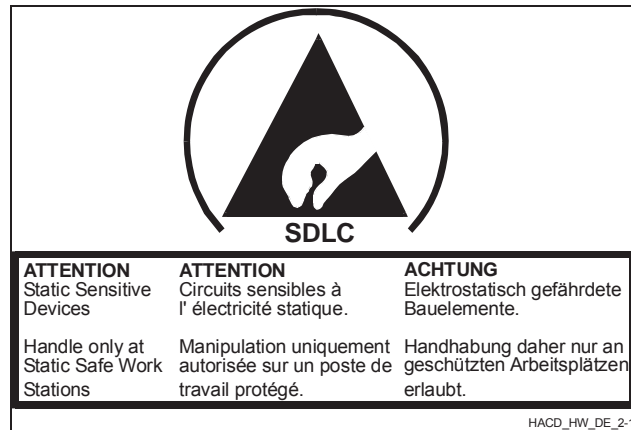 SDLC
ATTENTION
Static Sensitive
Devices
Handle only at
Static Safe Work
Stations
ATTENTION
Circuits sensibles à
l' électricité statique.
Manipulation uniquement
autorisée sur un poste de
travail protégé.
ACHTUNG
Elektrostatisch gefährdete
Bauelemente.
Handhabung daher nur an
geschützten Arbeitsplätzen
erlaubt.